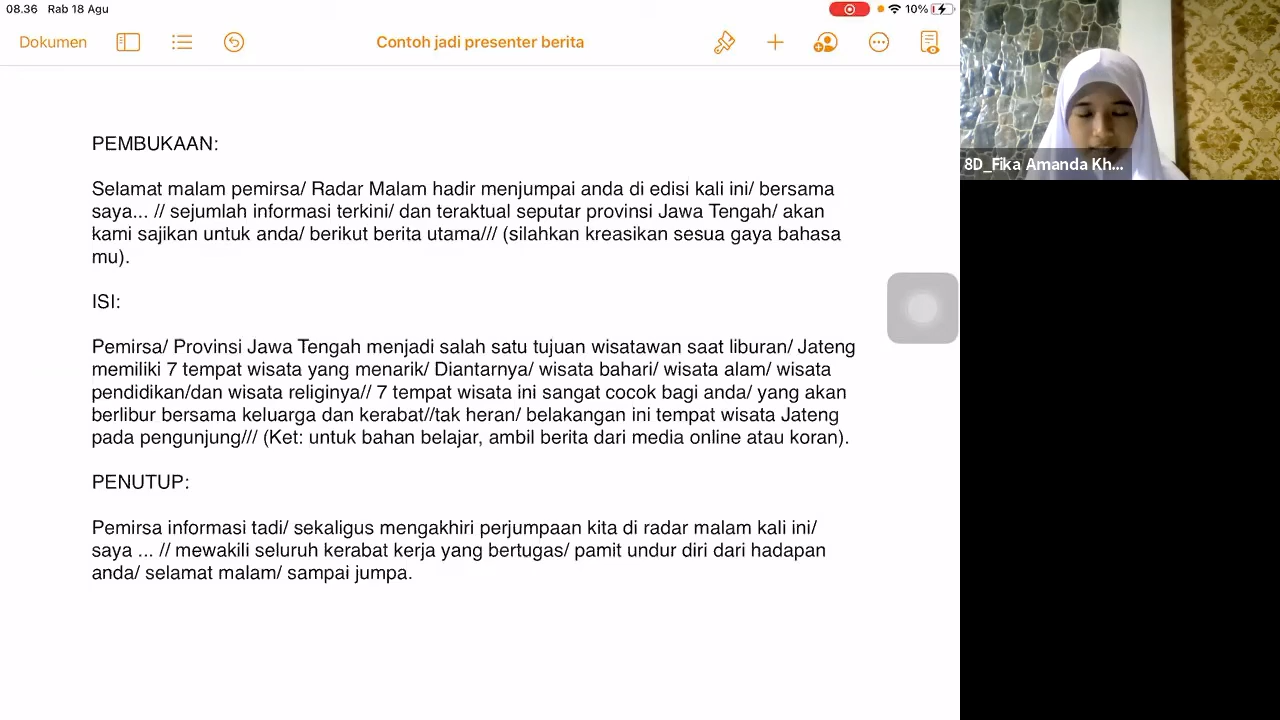 08.36 Rab 18 Agu
10%
Dokumen
Contoh jadi presenter berita
PEMBUKAAN:
Selamat malam pemirsa/ Radar Malam hadir menjumpai anda di edisi kali ini/ bersama
saya... // sejumlah informasi terkini/ dan teraktual seputar provinsi Jawa Tengah/ akan
kami sajikan untuk anda/ berikut berita utama/// (silahkan kreasikan sesua gaya bahasa
mu).
ISI:
Pemirsa/ Provinsi Jawa Tengah menjadi salah satu tujuan wisatawan saat liburan/ Jateng
memiliki 7 tempat wisata yang menarik/ Diantarnya/ wisata bahari/ wisata alam/ wisata
pendidikan/dan wisata religinya// 7 tempat wisata ini sangat cocok bagi anda/ yang akan
berlibur bersama keluarga dan kerabat//tak heran/ belakangan ini tempat wisata Jateng
pada pengunjung/// (Ket: untuk bahan belajar, ambil berita dari media online atau koran).
PENUTUP:
Pemirsa informasi tadi/ sekaligus mengakhiri perjumpaan kita di radar malam kali ini/
saya ... // mewakili seluruh kerabat kerja yang bertugas/ pamit undur diri dari hadapan
anda/ selamat malam/ sampai jumpa.
8D_Fika Amanda Kh...